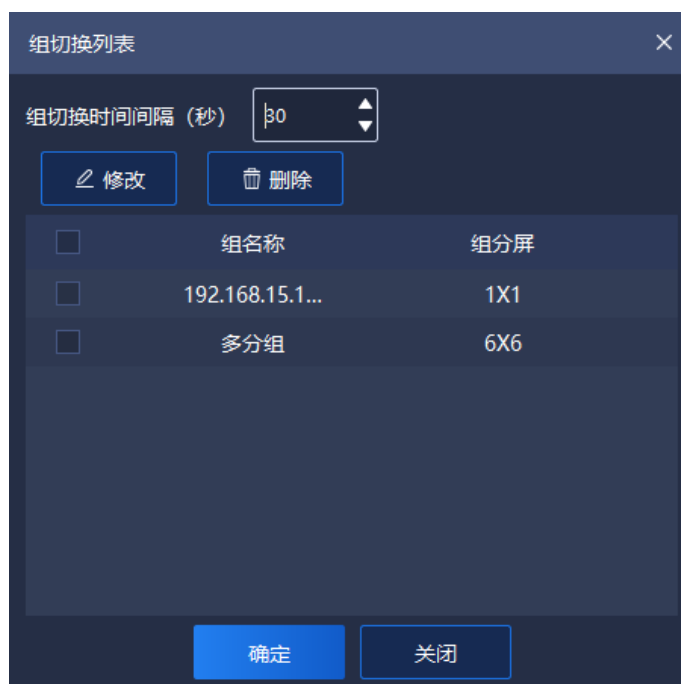 组切换列表
组切换时间间隔（秒） 30
修改 删除
组名称 组分屏
192.168.15.1... 1X1
多分组 6X6
确定 关闭